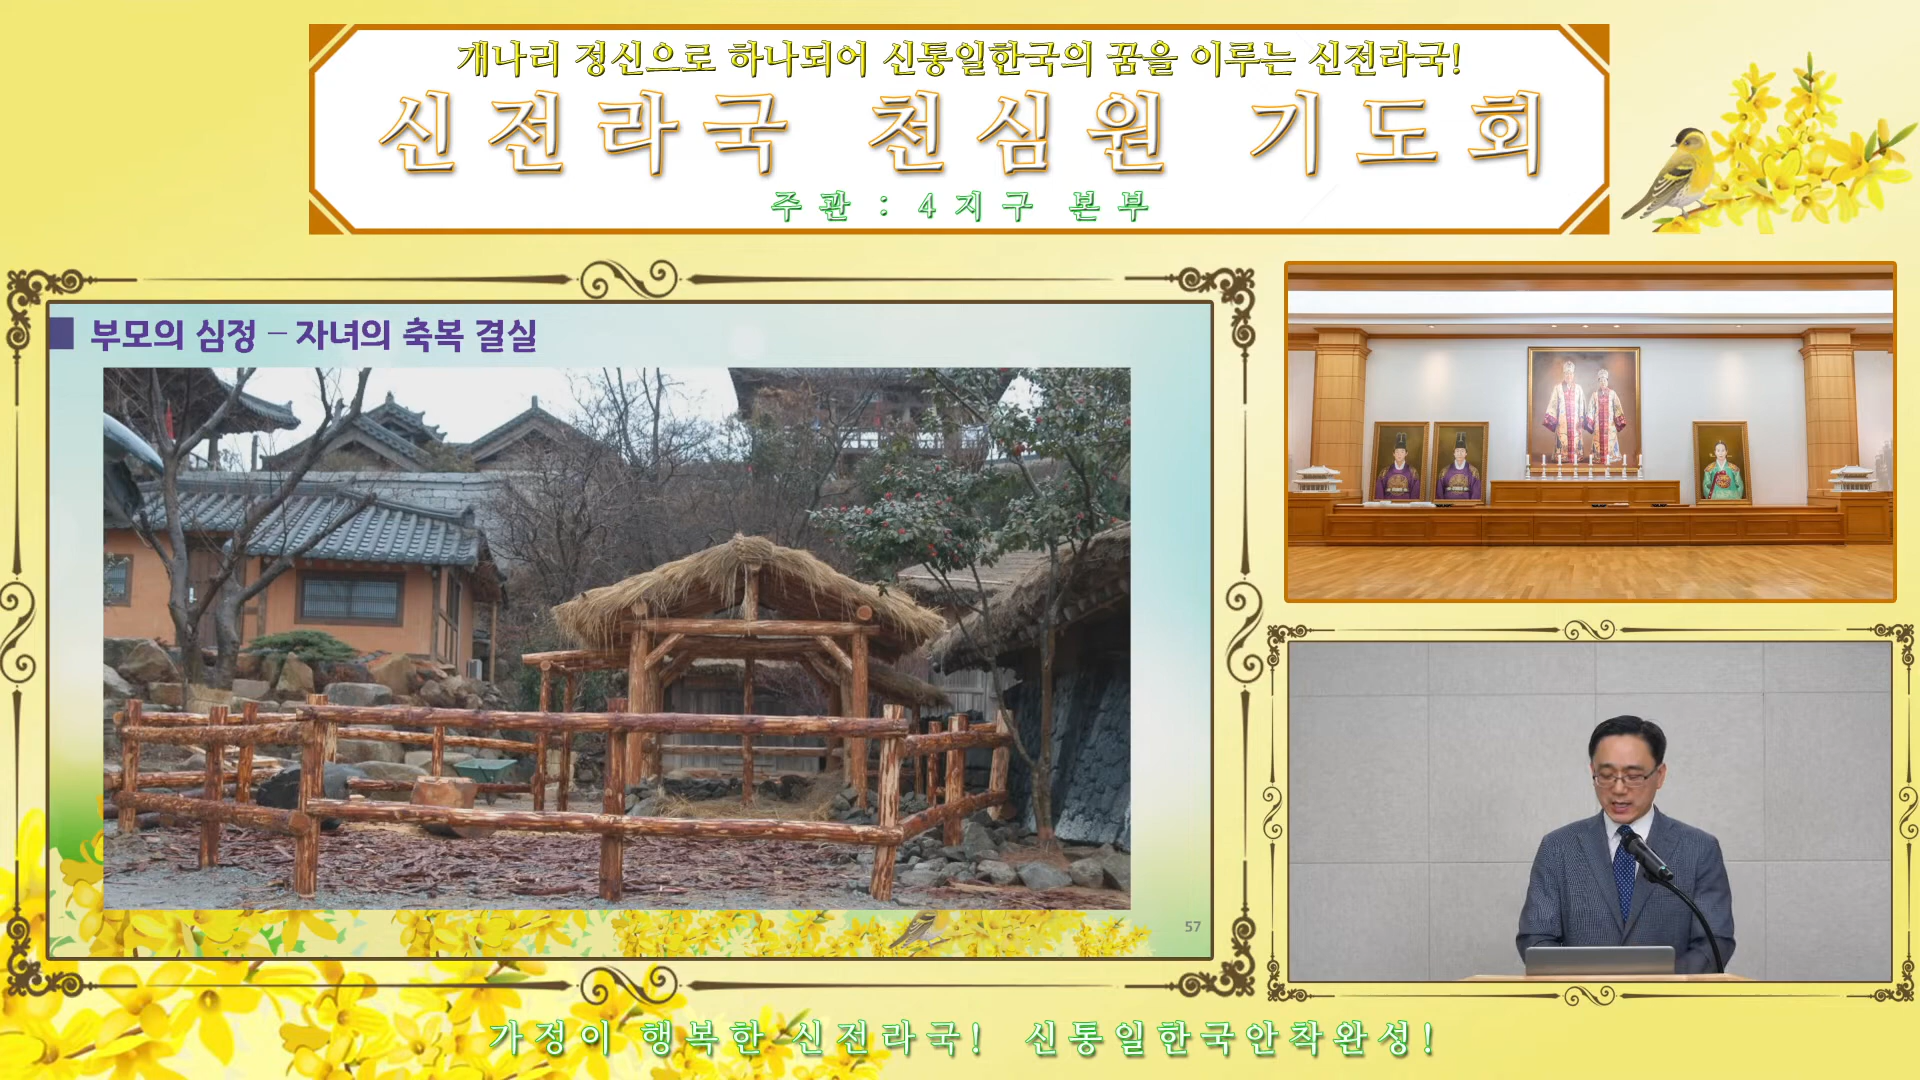 개나리 정신으로 하나되어 신통일한국의 꿈을 이루는 신전라국!
신전라국 천심원 기도회
주관 : 4지구 본부
부모의 심정 – 자녀의 축복 결실
57
가정이 행복한 신전라국! 신통일한국안착완성!